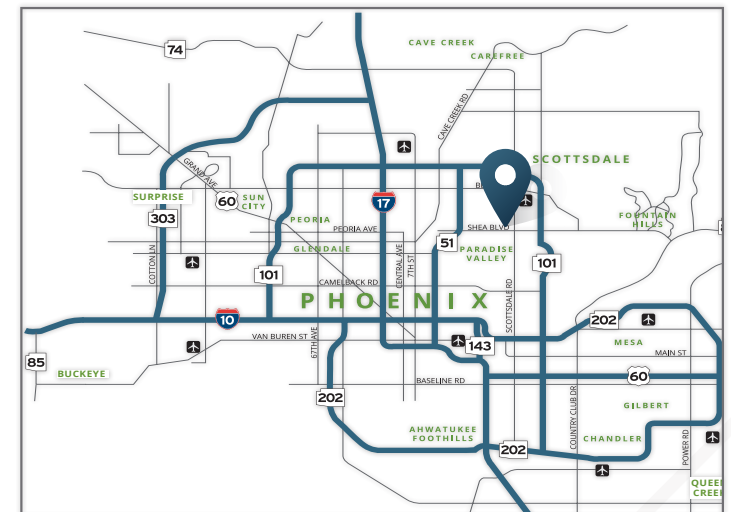 CAVE CREEK
74
CAREFREE
CAVE CREEK RD
SCOTTSDALE
GRAND AVE
SURPRISE
60
SUN
CITY
17
303
PEORIA
PEORIA AVE
SHEA BLVD
FOUNTAIN
HILLS
51
GLENDALE
PARADISE
VALLEY
COTTON LN
CENTRAL AVE
7TH ST
101
101
CAMELBACK RD
SCOTTSDALE RD
PHOENIX
10
202
VAN BUREN ST
67TH AVE
143
MESA
MAIN ST
85
BUCKEYE
BASELINE RD
60
202
COUNTRY CLUB DR
GILBERT
AHWATUKEE
FOOTHILLS
202
CHANDLER
POWER RD